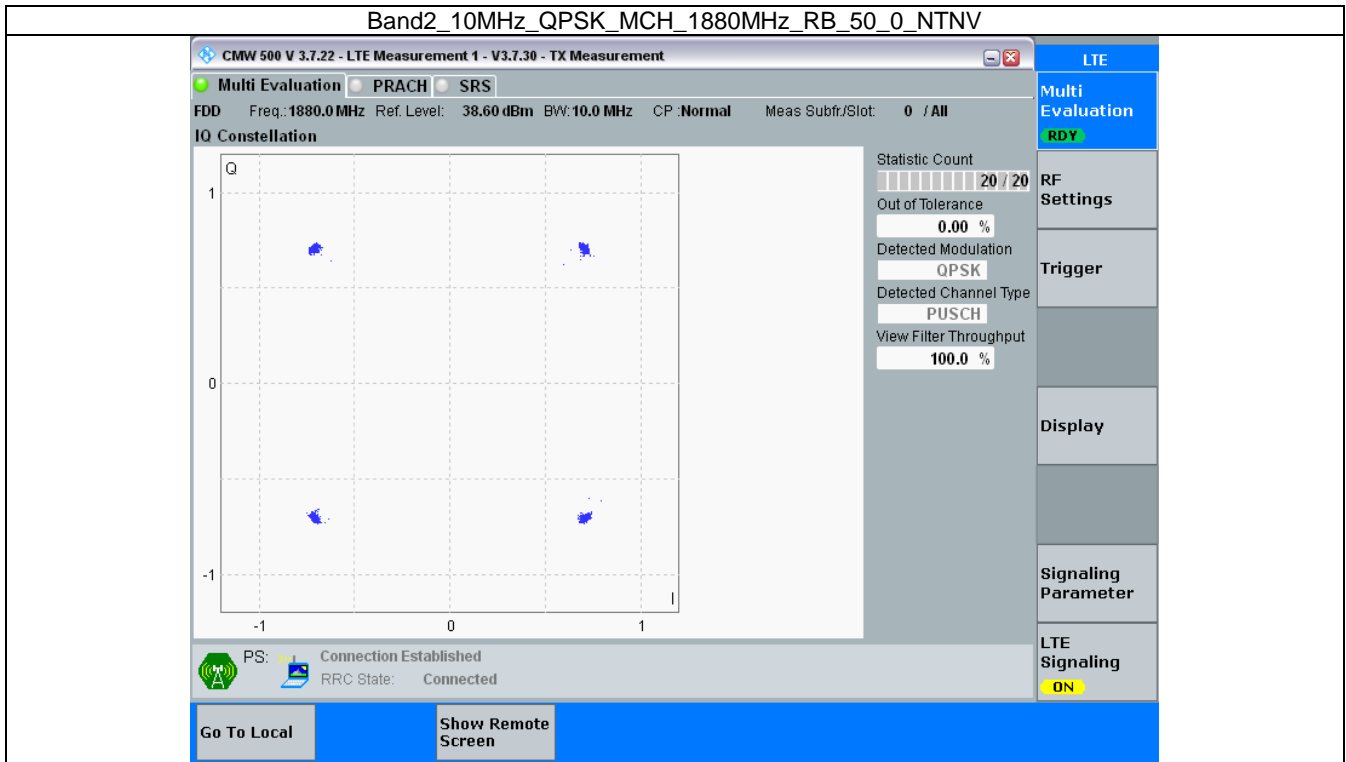 Band2_10MHz_QPSK_MCH_1880MHz_RB_50_0_NTNV
CMW 500 V 3.7.22 - LTE Measurement 1 - V3.7.30 - TX Measurement
LTE
Multi Evaluation PRACH SRS
FDD Freq.: 1880.0 MHz Ref. Level: 38.60 dBm BW: 10.0 MHz CP :Normal Meas Subfr./Slot: 0 / All
IQ Constellation
Q
1
0
-1
I
-1 0 1
Statistic Count
20 / 20
Out of Tolerance
0.00 %
Detected Modulation
QPSK
Detected Channel Type
PUSCH
View Filter Throughput
100.0 %
Multi
Evaluation
RDY
RF
Settings
Trigger
Display
Signaling
Parameter
LTE
Signaling
ON
PS: Connection Established
RRC State: Connected
Go To Local
Show Remote
Screen